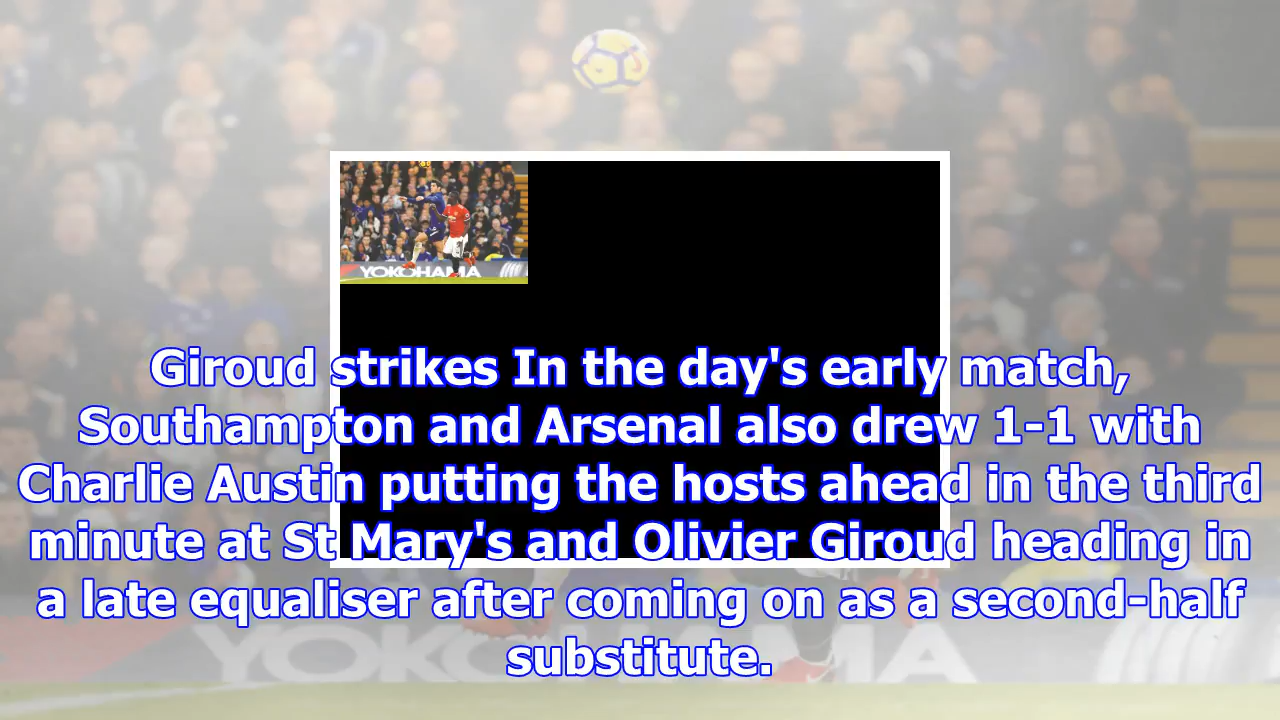 YOKOHAMA
Giroud strikes In the day's early match,
Southampton and Arsenal also drew 1-1 with
Charlie Austin putting the hosts ahead in the third
minute at St Mary's and Olivier Giroud heading in
a late equaliser after coming on as a second-half
substitute.
YOKOHAMA